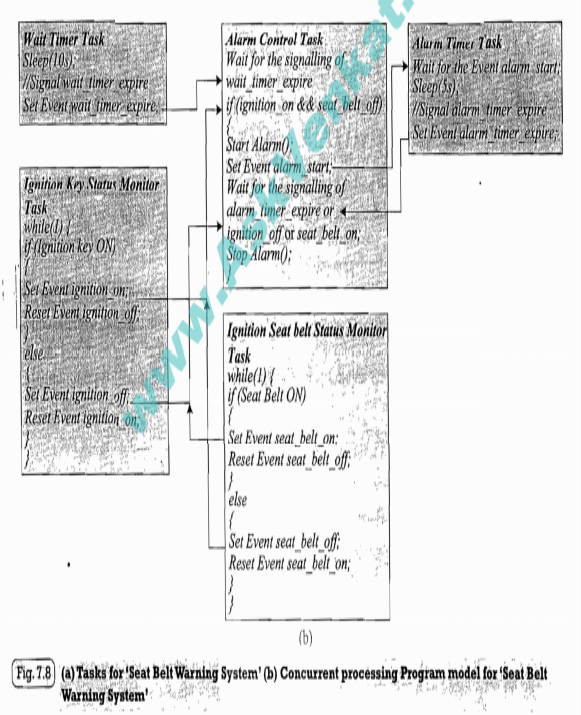 Wait Timer Task
Sleep(10s);
//Signal wait_timer_expire
Set Event wait_timer_expire;
Alarm Control Task
Wait for the signalling of
wait_timer_expire
if (ignition_on && seat_belt_off)
{
Start Alarm();
Set Event alarm_start;
Wait for the signalling of
alarm_timer_expire or
ignition_off or seat_belt_on;
Stop Alarm();
}
Alarm Timer Task
Wait for the Event alarm_start;
Sleep(5s);
//Signal alarm_timer_expire
Set Event alarm_timer_expire;
Ignition Key Status Monitor
Task
while(1) {
if (Ignition key ON)
{
Set Event ignition_on;
Reset Event ignition_off;
}
else
{
Set Event ignition_off;
Reset Event ignition_on;
}
}
Ignition Seat belt Status Monitor
Task
while(1) {
if (Seat Belt ON)
{
Set Event seat_belt_on;
Reset Event seat_belt_off;
}
else
{
Set Event seat_belt_off;
Reset Event seat_belt_on;
}
}
(b)
Fig. 7.8 (a) Tasks for 'Seat Belt Warning System' (b) Concurrent processing Program model for 'Seat Belt
Warning System'
www.AskVenkat.